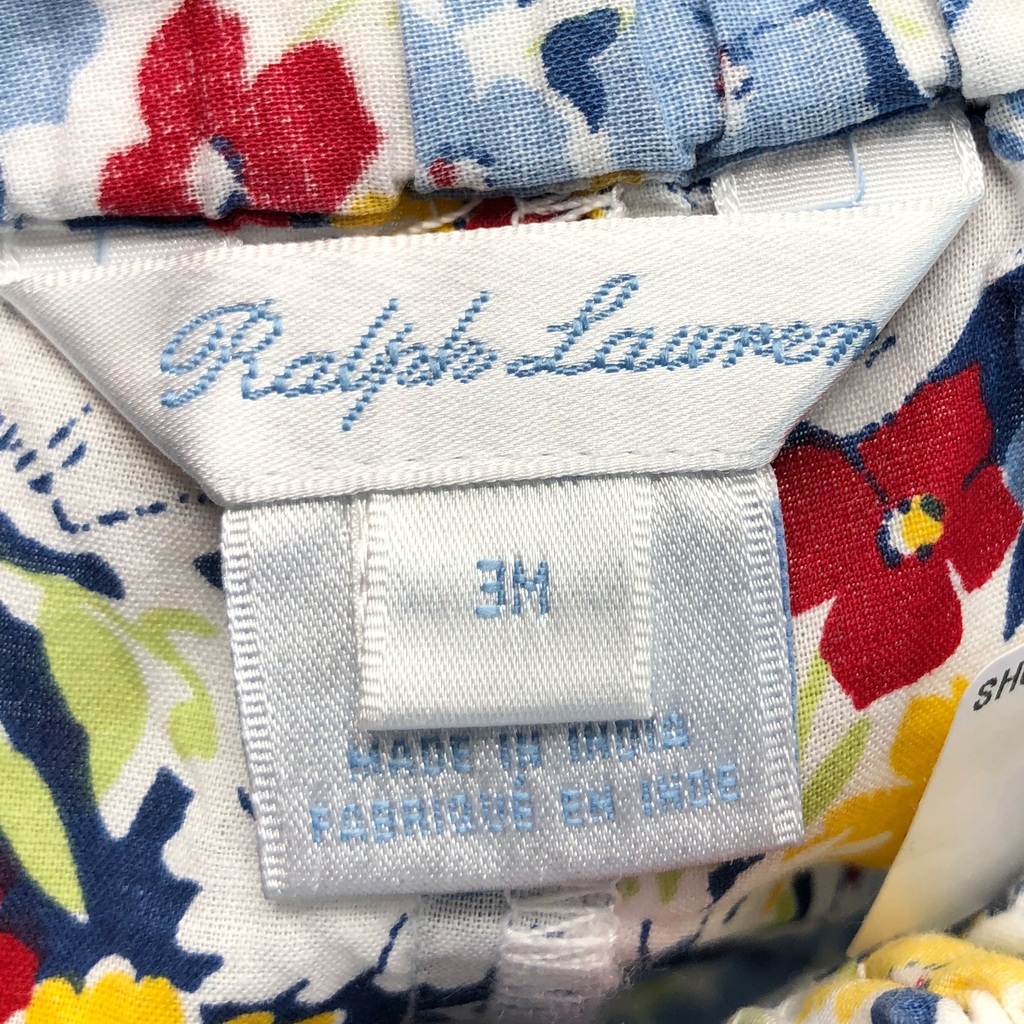 Ralph Lauren
3M
MADE IN INDIA
FABRIQUÉ EN INDE